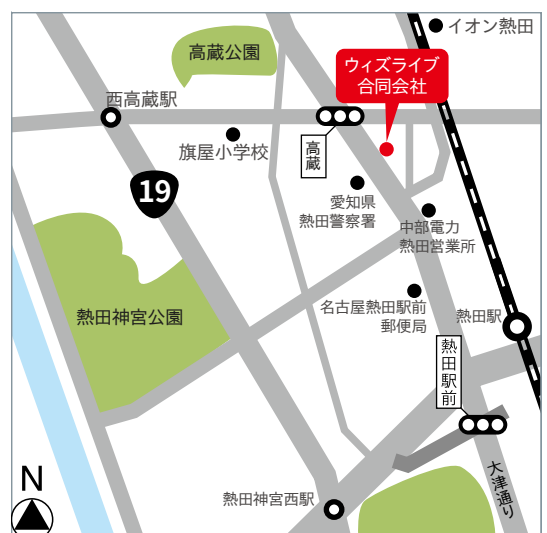 イオン熱田
高蔵公園
ウィズライブ
合同会社
西高蔵駅
旗屋小学校
高蔵
19
愛知県
熱田警察署
中部電力
熱田営業所
熱田神宮公園
名古屋熱田駅前
郵便局
熱田駅
熱田駅前
大津通り
熱田神宮西駅
N